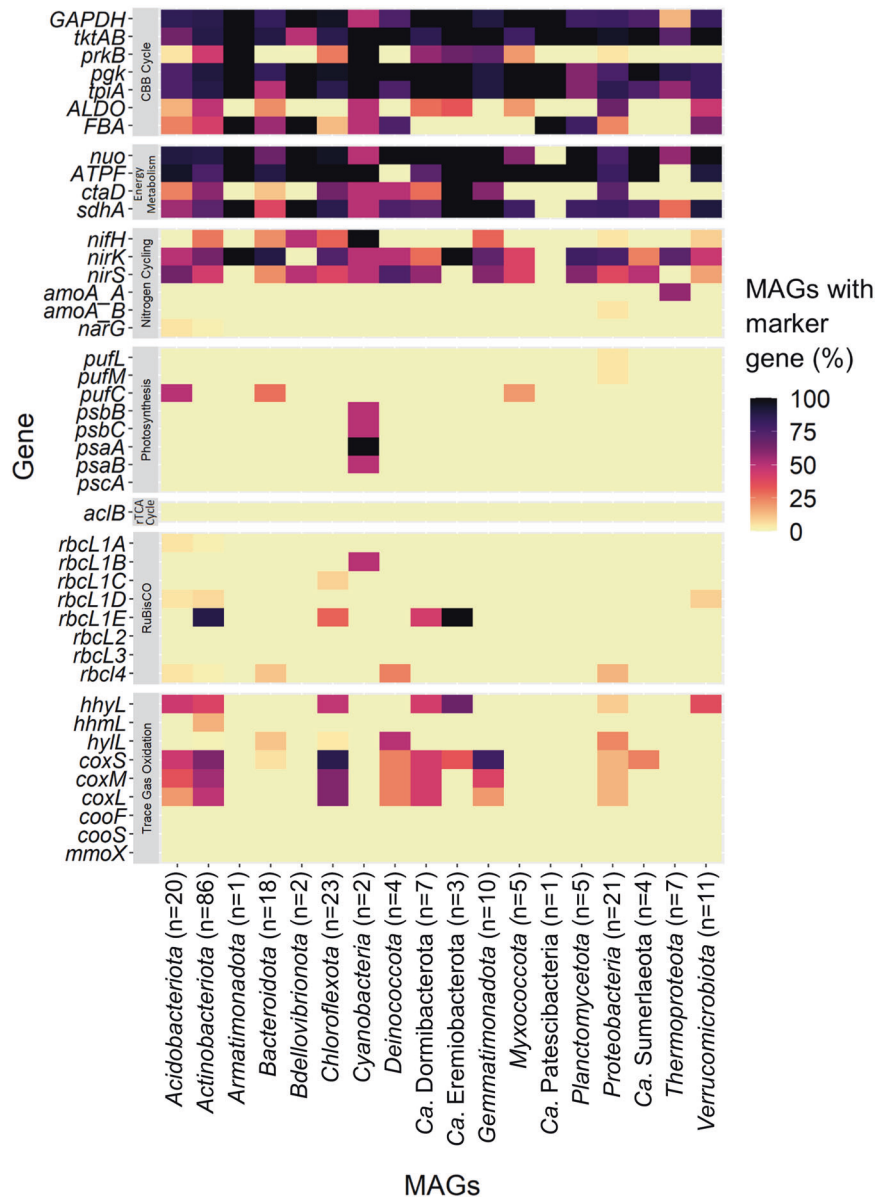 GAPDH
tktAB
prkB
pgk
tpiA
ALDO
FBA
CBB Cycle
nuo
ATPF
ctaD
sdhA
Energy
Metabolism
nifH
nirK
nirS
amoA_A
amoA_B
narG
Nitrogen Cycling
pufL
pufM
pufC
psbB
psbC
psaA
psaB
pscA
Photosynthesis
aclB
rTCA
Cycle
rbcL1A
rbcL1B
rbcL1C
rbcL1D
rbcL1E
rbcL2
rbcL3
rbcl4
RuBisCO
hhyL
hhmL
hylL
coxS
coxM
coxL
cooF
cooS
mmoX
Trace Gas Oxidation
Gene
MAGs with
marker
gene (%)
100
75
50
25
0
Acidobacteriota (n=20)
Actinobacteriota (n=86)
Armatimonadota (n=1)
Bacteroidota (n=18)
Bdellovibrionota (n=2)
Chloroflexota (n=23)
Cyanobacteria (n=2)
Deinococcota (n=4)
Ca. Dormibacterota (n=7)
Ca. Eremiobacterota (n=3)
Gemmatimonadota (n=10)
Myxococcota (n=5)
Ca. Patescibacteria (n=1)
Planctomycetota (n=5)
Proteobacteria (n=21)
Ca. Sumerlaeota (n=4)
Thermoproteota (n=7)
Verrucomicrobiota (n=11)
MAGs